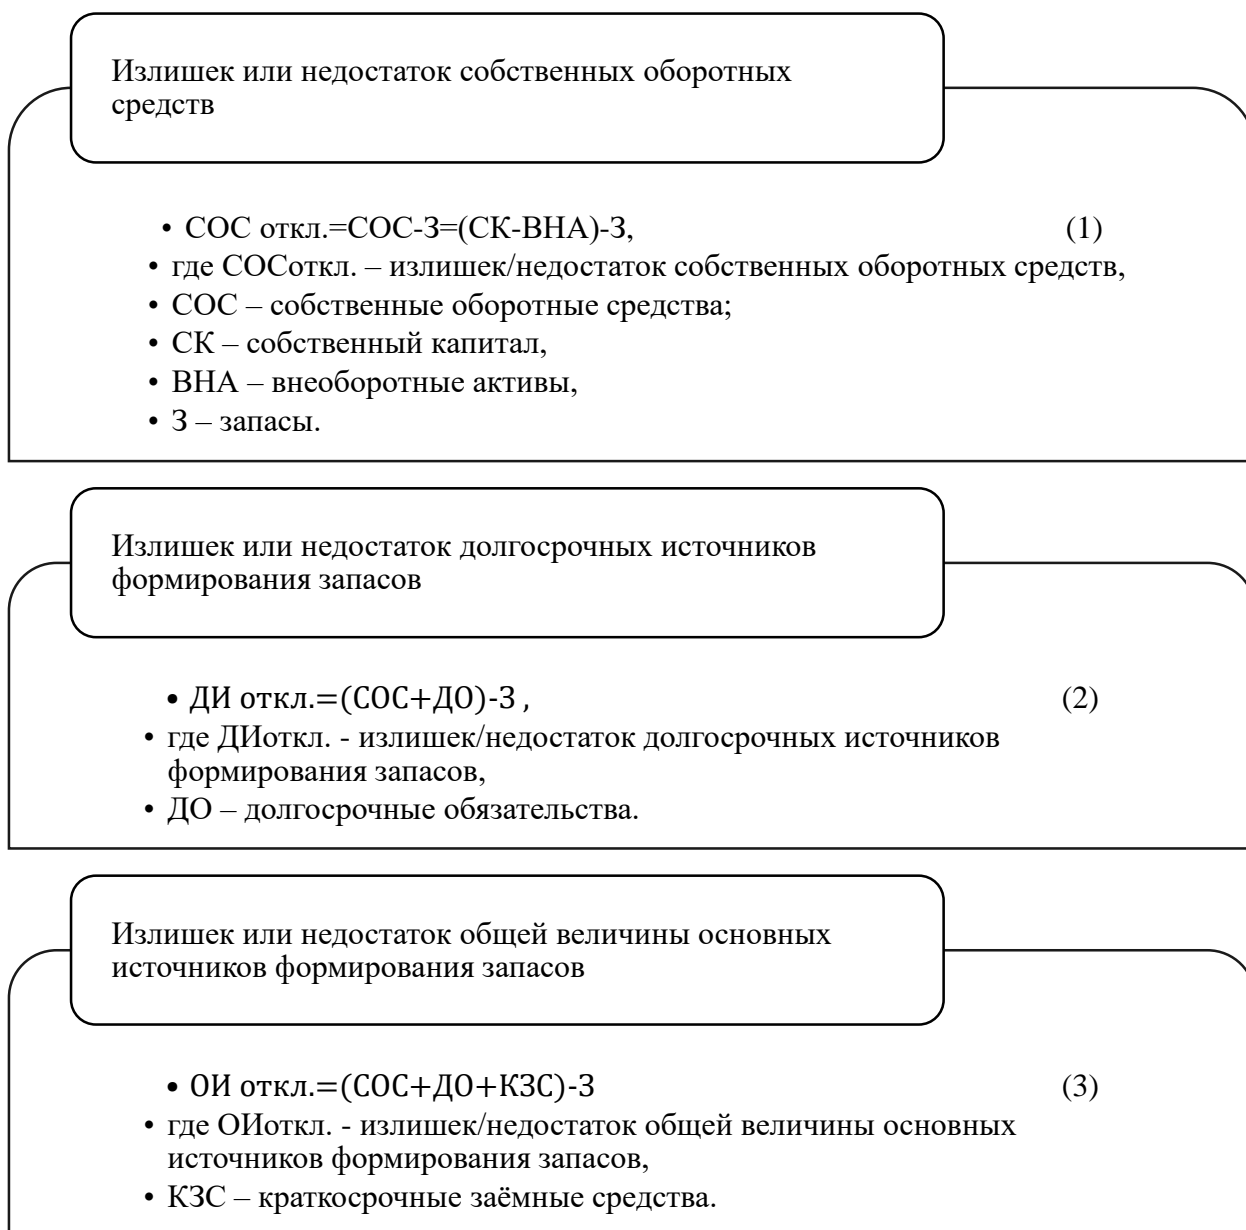 Излишек или недостаток собственных оборотных
средств
• СОС откл.=СОС-З=(СК-ВНА)-З, (1)
• где СОСоткл. – излишек/недостаток собственных оборотных средств,
• СОС – собственные оборотные средства;
• СК – собственный капитал,
• ВНА – внеоборотные активы,
• З – запасы.
Излишек или недостаток долгосрочных источников
формирования запасов
• ДИ откл.=(СОС+ДО)-З , (2)
• где ДИоткл. - излишек/недостаток долгосрочных источников
формирования запасов,
• ДО – долгосрочные обязательства.
Излишек или недостаток общей величины основных
источников формирования запасов
• ОИ откл.=(СОС+ДО+КЗС)-З (3)
• где ОИоткл. - излишек/недостаток общей величины основных
источников формирования запасов,
• КЗС – краткосрочные заёмные средства.